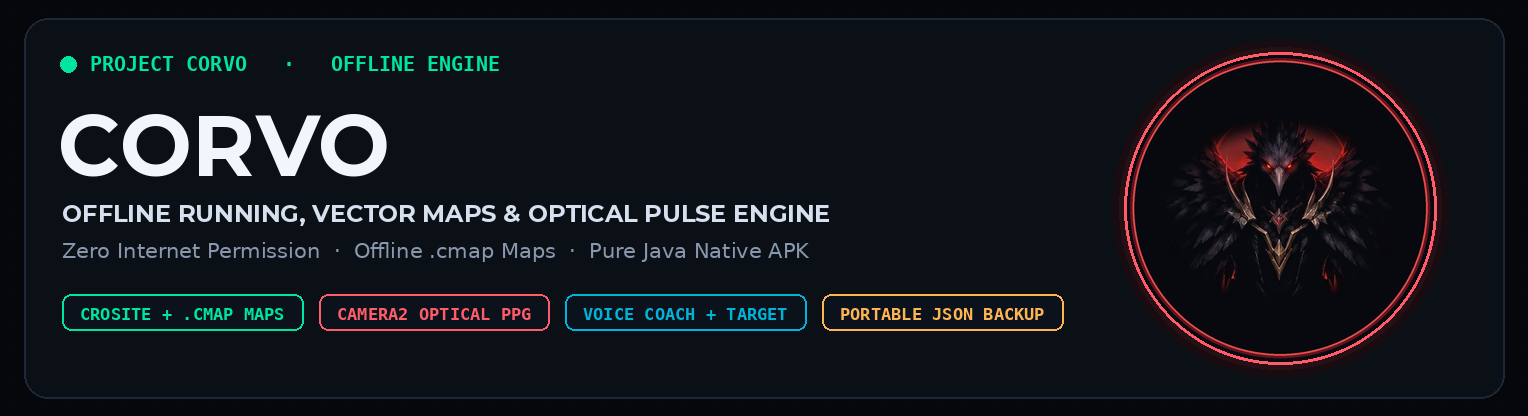 PROJECT CORVO · OFFLINE ENGINE
CORVO
OFFLINE RUNNING, VECTOR MAPS & OPTICAL PULSE ENGINE
Zero Internet Permission · Offline .cmap Maps · Pure Java Native APK
CROSITE + .CMAP MAPS
CAMERA2 OPTICAL PPG
VOICE COACH + TARGET
PORTABLE JSON BACKUP